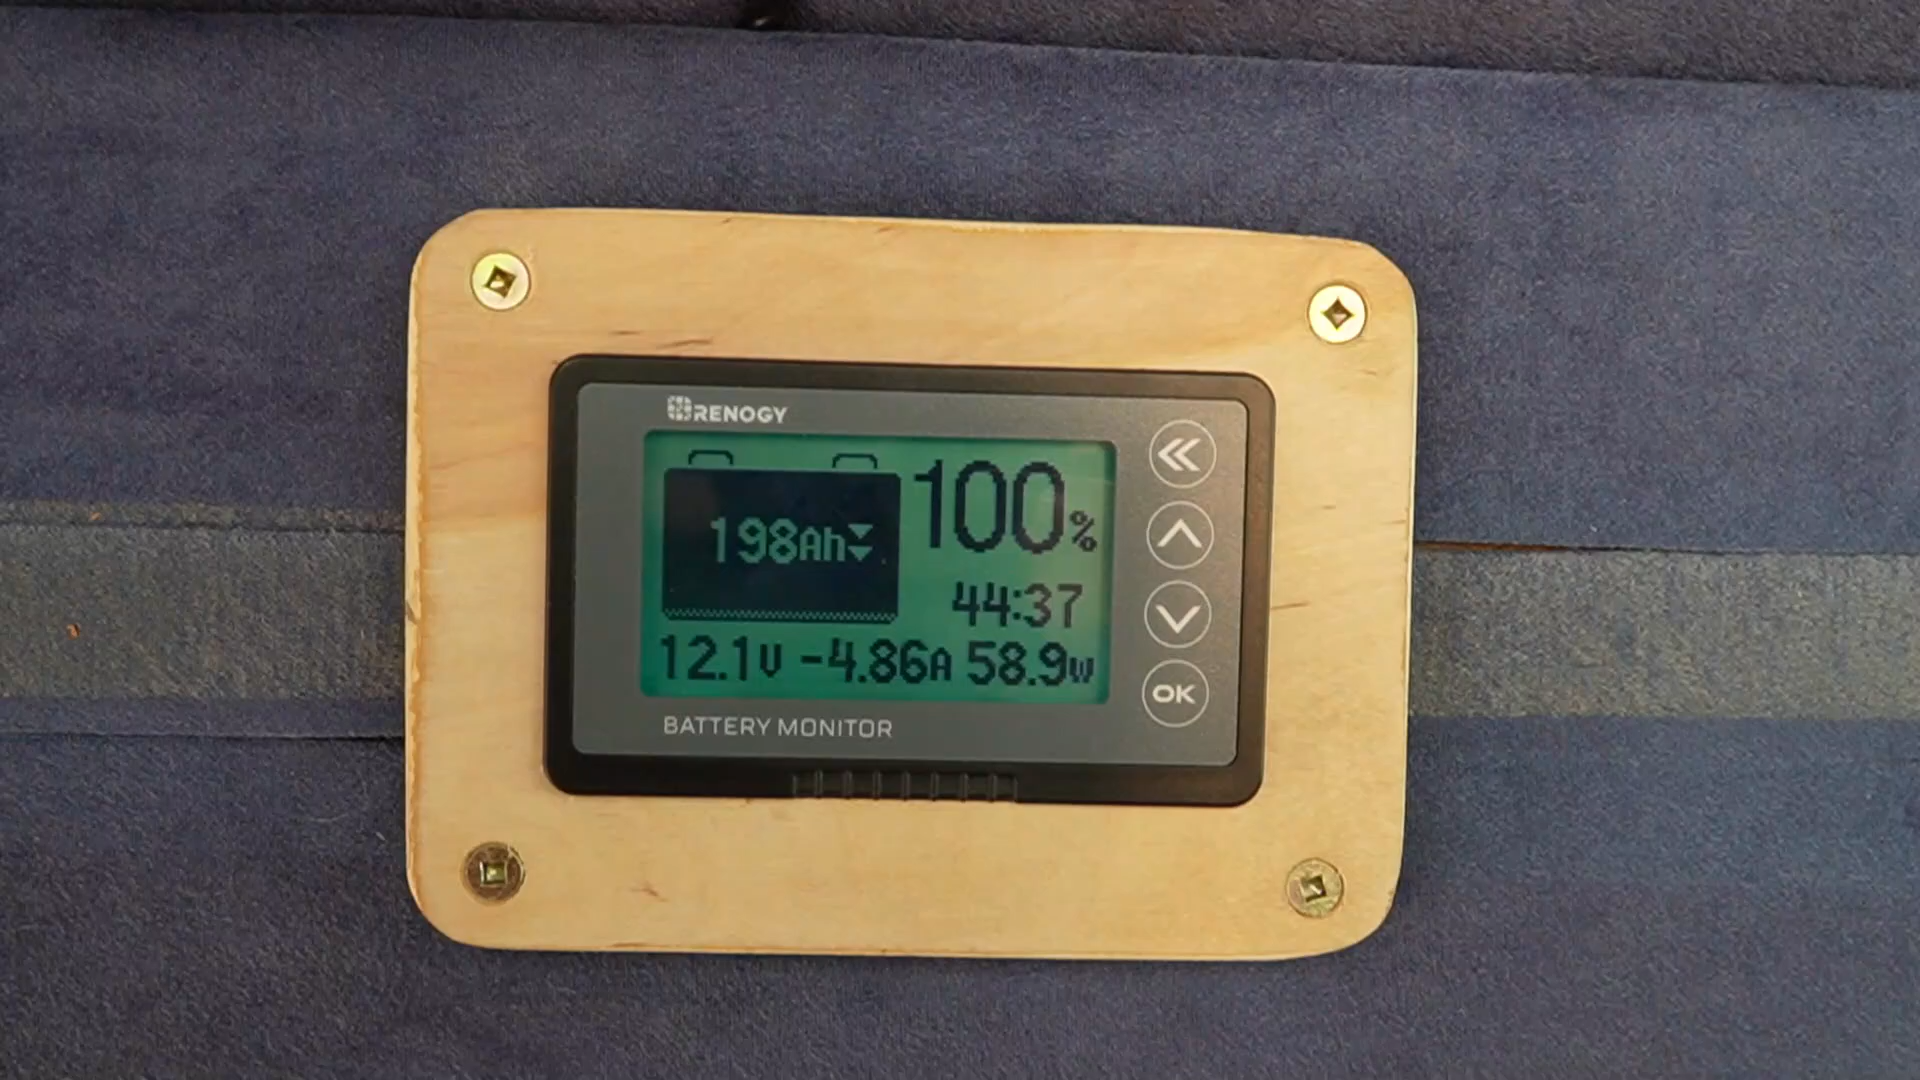 RENOGY
198Ah
100%
44:37
12.1V -4.86A 58.9W
BATTERY MONITOR
OK